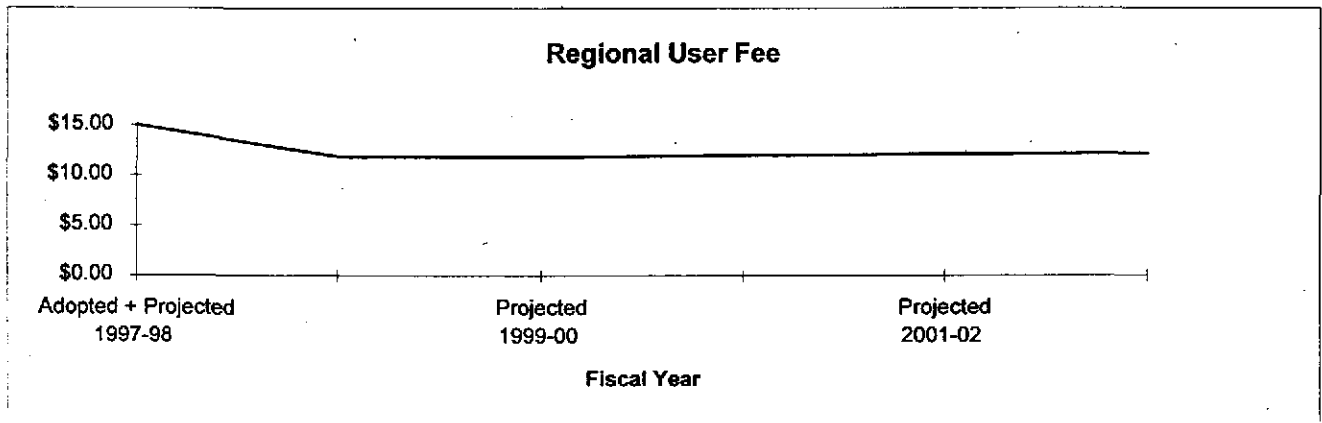 Regional User Fee
$15.00
$10.00
$5.00
$0.00
Adopted + Projected
1997-98
Projected
1999-00
Projected
2001-02
Fiscal Year